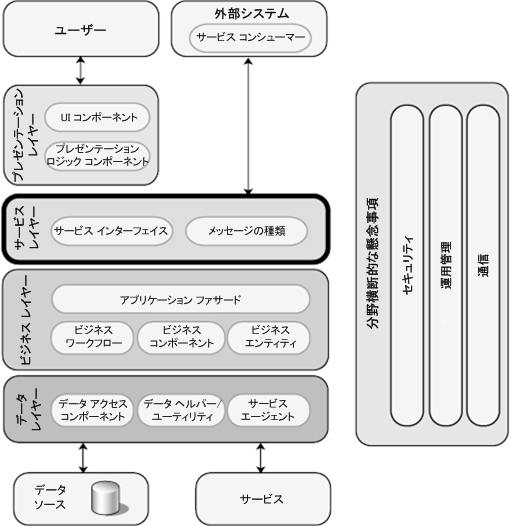 ユーザー
外部システム
サービス コンシューマー
プレゼンテーション
レイヤー
UI コンポーネント
プレゼンテーション
ロジック コンポーネント
サービス
レイヤー
サービス インターフェイス
メッセージの種類
ビジネス レイヤー
アプリケーション ファサード
ビジネス
ワークフロー
ビジネス
コンポーネント
ビジネス
エンティティ
データ
レイヤー
データ アクセス
コンポーネント
データ ヘルパー/
ユーティリティ
サービス
エージェント
データ
ソース
サービス
分野横断的な懸念事項
セキュリティ
運用管理
通信